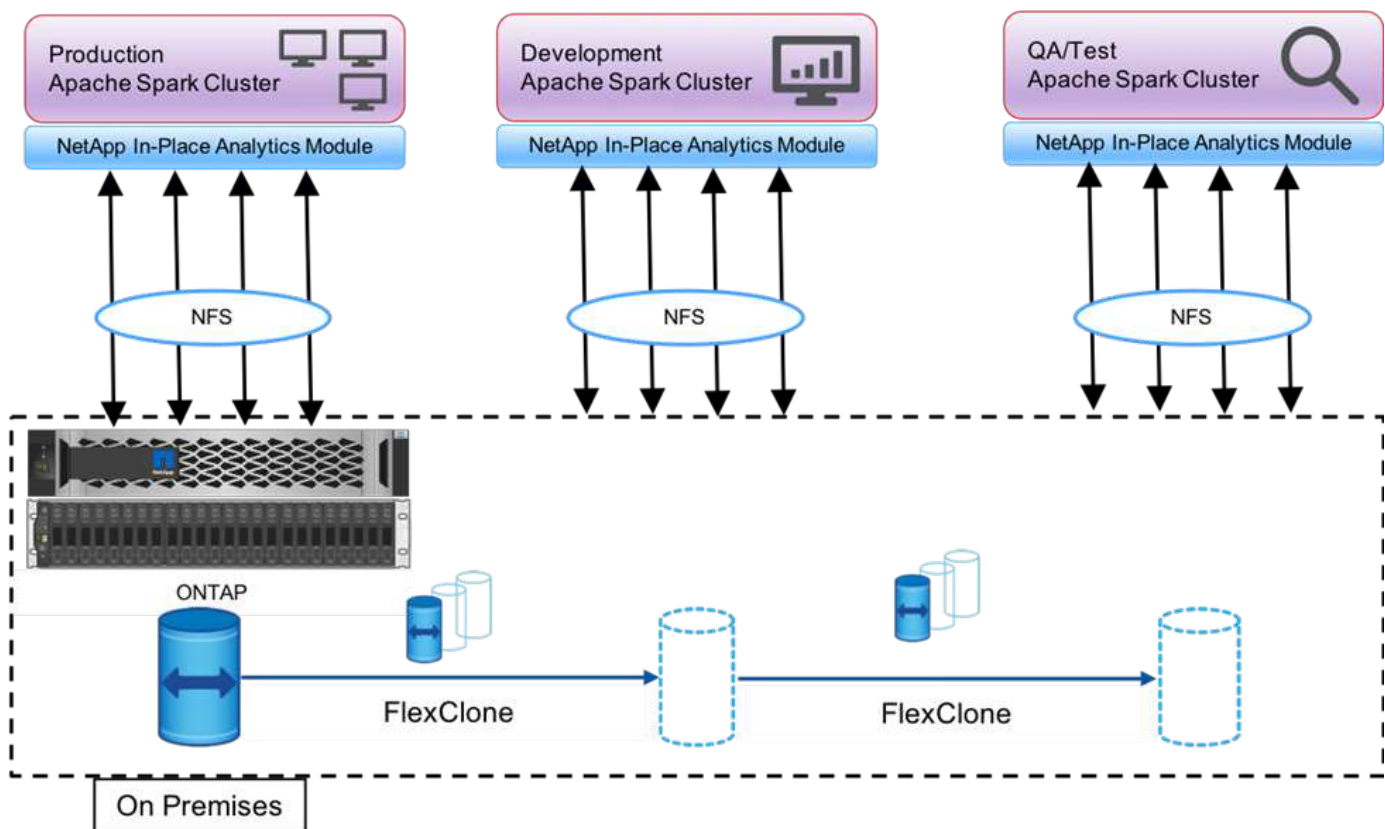 Production
Apache Spark Cluster
Development
Apache Spark Cluster
QA/Test
Apache Spark Cluster
NetApp In-Place Analytics Module
NetApp In-Place Analytics Module
NetApp In-Place Analytics Module
NFS
NFS
NFS
NetApp
ONTAP
FlexClone
FlexClone
On Premises